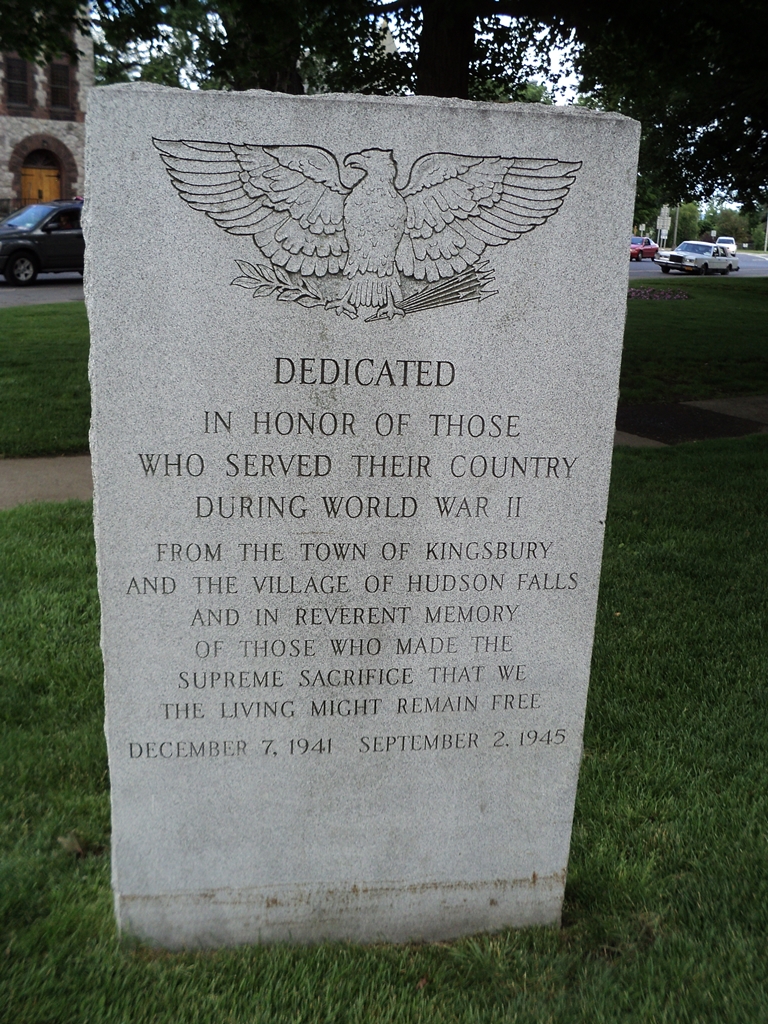 DEDICATED
IN HONOR OF THOSE
WHO SERVED THEIR COUNTRY
DURING WORLD WAR II
FROM THE TOWN OF KINGSBURY
AND THE VILLAGE OF HUDSON FALLS
AND IN REVERENT MEMORY
OF THOSE WHO MADE THE
SUPREME SACRIFICE THAT WE
THE LIVING MIGHT REMAIN FREE
DECEMBER 7, 1941 SEPTEMBER 2, 1945